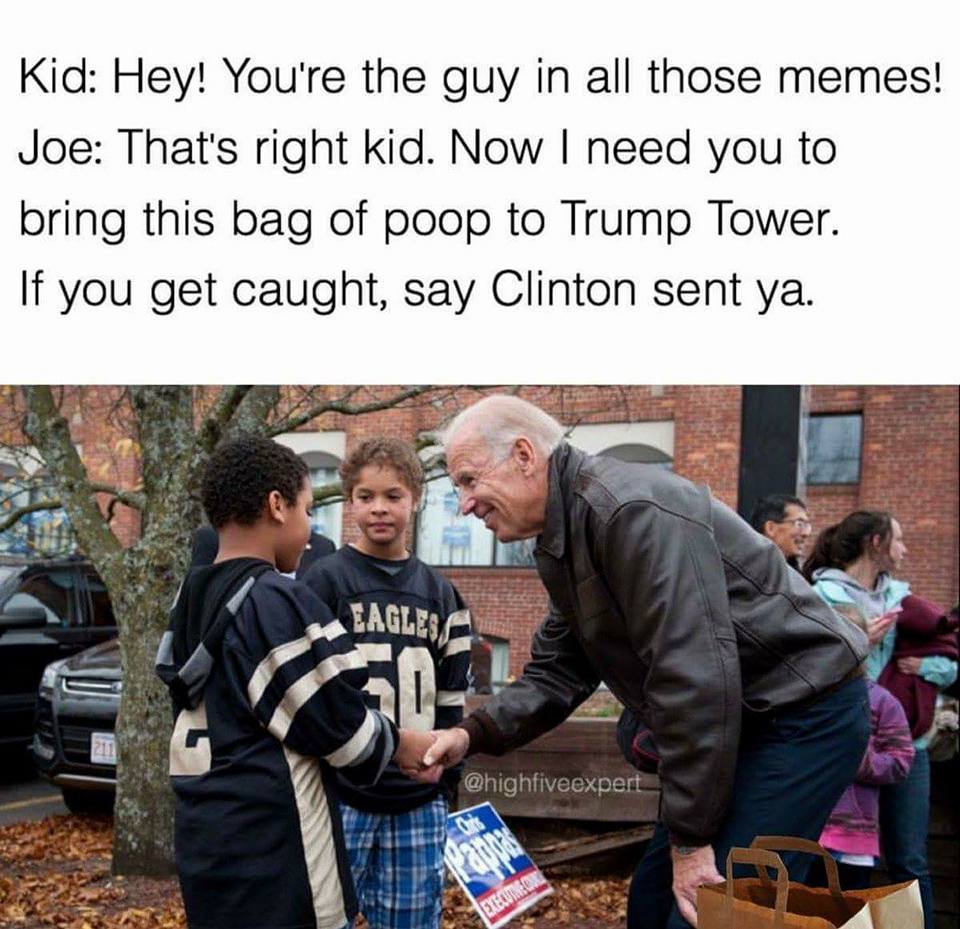 Kid: Hey! You're the guy in all those memes!
Joe: That's right kid. Now I need you to
bring this bag of poop to Trump Tower.
If you get caught, say Clinton sent ya.
EAGLES
50
2
211
@highfiveexpert
Chris
Pappas